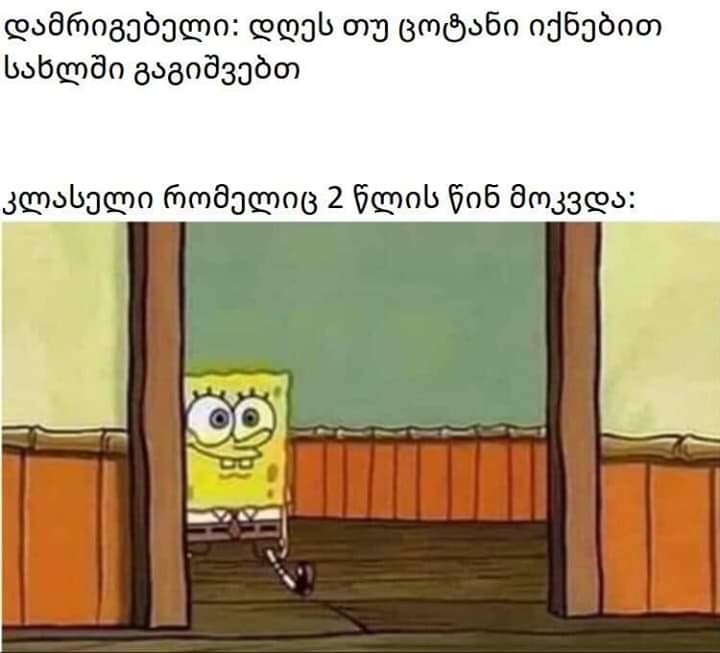 დამრიგებელი: დღეს თუ ცოტანი იქნებით
სახლში გაგიშვებთ
კლასელი რომელიც 2 წლის წინ მოკვდა: